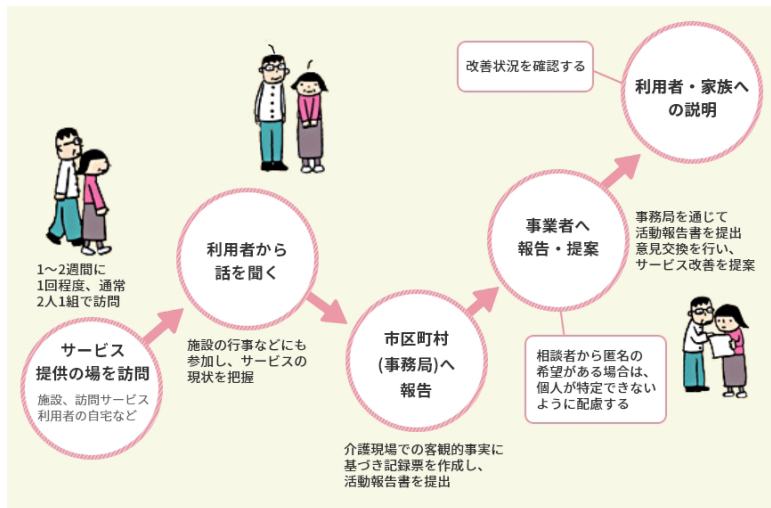 1〜2週間に
1回程度、通常
2人1組で訪問
サービス
提供の場を訪問
施設、訪問サービス
利用者の自宅など
利用者から
話を聞く
施設の行事などにも
参加し、サービスの
現状を把握
市区町村
(事務局)へ
報告
介護現場での客観的事実に
基づき記録票を作成し、
活動報告書を提出
事業者へ
報告・提案
事務局を通じて
活動報告書を提出
意見交換を行い、
サービス改善を提案
相談者から匿名の
希望がある場合は、
個人が特定できない
ように配慮する
利用者・家族へ
の説明
改善状況を確認する